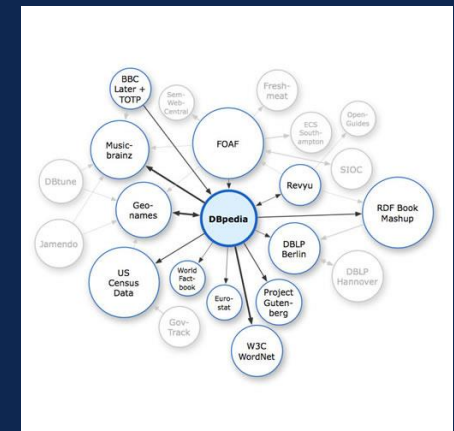 BBC
Later +
TOTP
Sem-
Web-
Central
Fresh-
meat
FOAF
ECS
South-
ampton
Open-
Guides
Music-
brainz
SIOC
DBtune
Revyu
Geo-
names
DBpedia
RDF Book
Mashup
Jamendo
DBLP
Berlin
US
Census
Data
World
Fact-
book
DBLP
Hannover
Euro-
stat
Project
Guten-
berg
Gov-
Track
W3C
WordNet